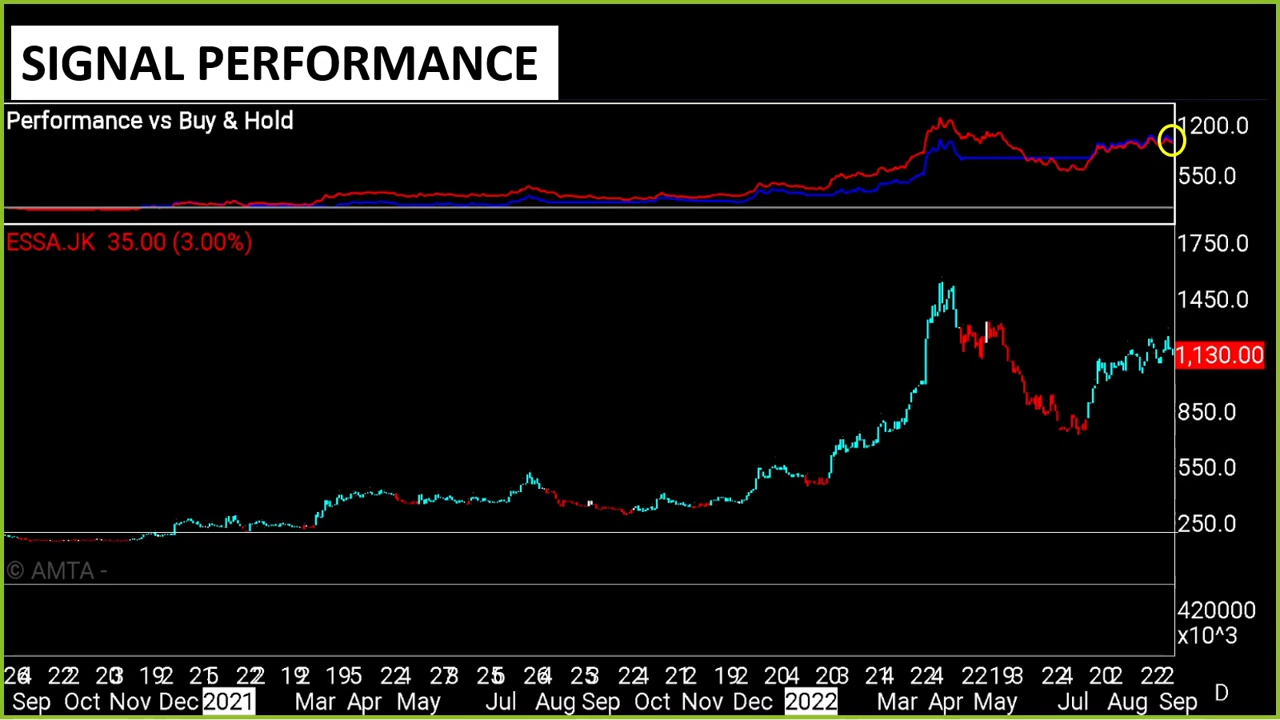 SIGNAL PERFORMANCE
Performance vs Buy & Hold
1200.0
550.0
ESSA.JK 35.00 (3.00%)
1750.0
1450.0
1,130.00
850.0
550.0
250.0
© AMTA -
420000
x10^3
Sep Oct Nov Dec 2021 Mar Apr May Jul Aug Sep Oct Nov Dec 2022 Mar Apr May Jul Aug Sep D